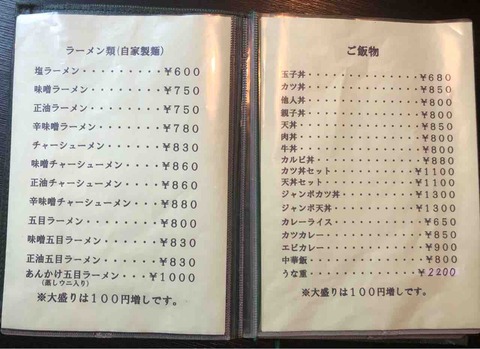 ラーメン類(自家製麺)
塩ラーメン・・・・・・・・・¥600
味噌ラーメン・・・・・・・・¥750
正油ラーメン・・・・・・・・¥750
辛味噌ラーメン・・・・・・・¥780
チャーシューメン・・・・・・¥830
味噌チャーシューメン・・・・¥860
正油チャーシューメン・・・・¥860
辛味噌チャーシューメン・・・¥880
五目ラーメン・・・・・・・・¥800
味噌五目ラーメン・・・・・・¥830
正油五目ラーメン・・・・・・¥830
あんかけ五目ラーメン・・・¥1000
(蒸しウニ入り)
※大盛りは100円増しです。
ご飯物
玉子丼・・・・・・・・・・・・¥680
カツ丼・・・・・・・・・・・・¥850
他人丼・・・・・・・・・・・・¥800
親子丼・・・・・・・・・・・・¥800
天丼・・・・・・・・・・・・・¥850
肉丼・・・・・・・・・・・・・¥800
牛丼・・・・・・・・・・・・・¥800
カルビ丼・・・・・・・・・・・¥880
カツ丼セット・・・・・・・・¥1100
天丼セット・・・・・・・・・¥1100
ジャンボカツ丼・・・・・・・¥1300
ジャンボ天丼・・・・・・・・¥1300
カレーライス・・・・・・・・・¥650
カツカレー・・・・・・・・・・¥850
エビカレー・・・・・・・・・・¥900
中華飯・・・・・・・・・・・・¥800
うな重・・・・・・・・・・・¥2200
※大盛りは100円増しです。